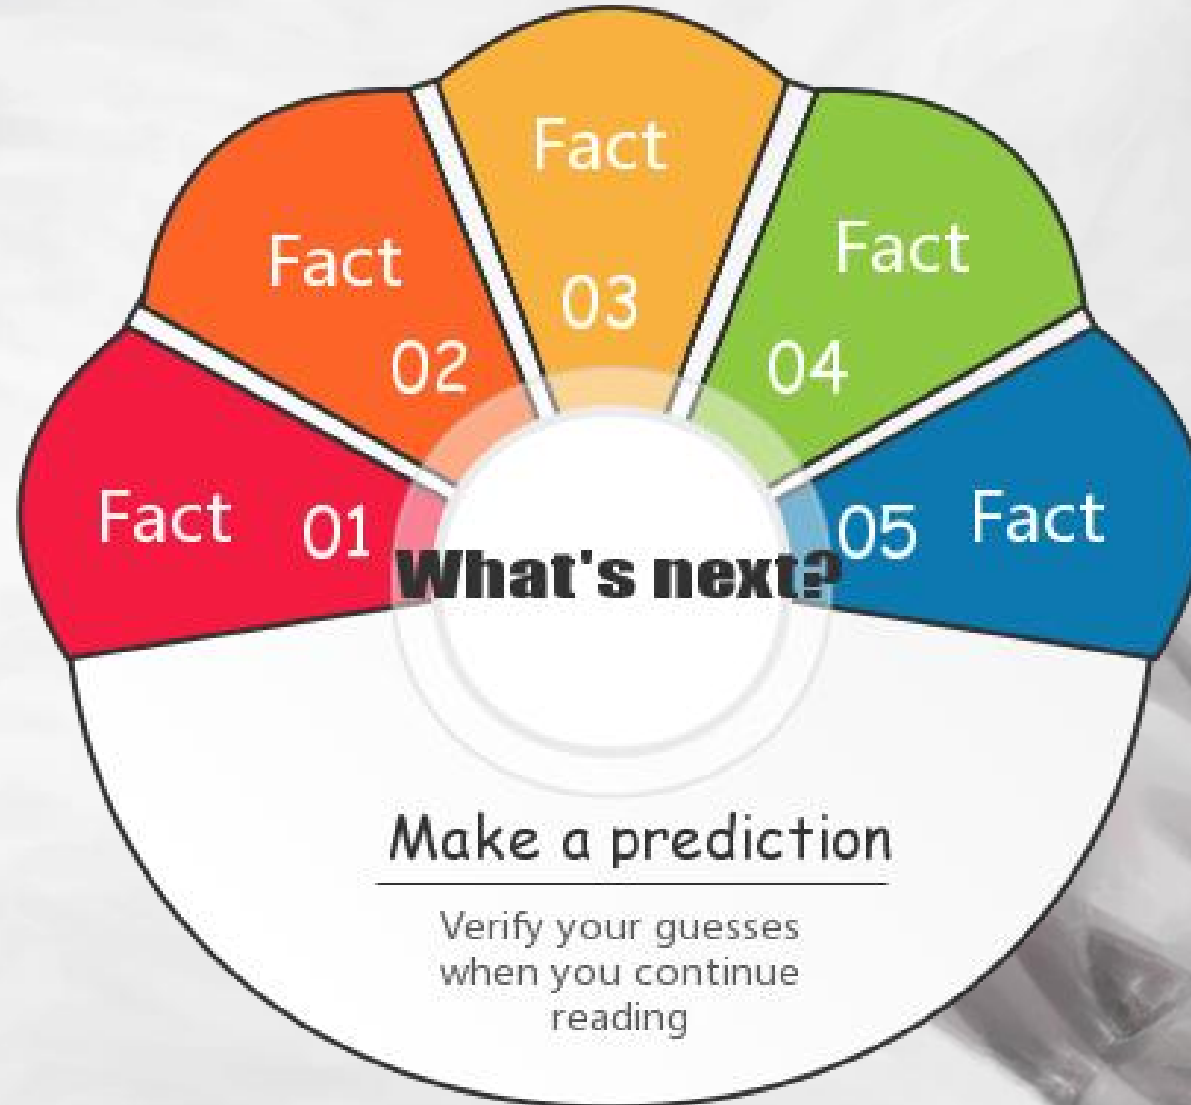 Fact
01
Fact
02
Fact
03
Fact
04
05 Fact
What's next?
Make a prediction
Verify your guesses
when you continue
reading